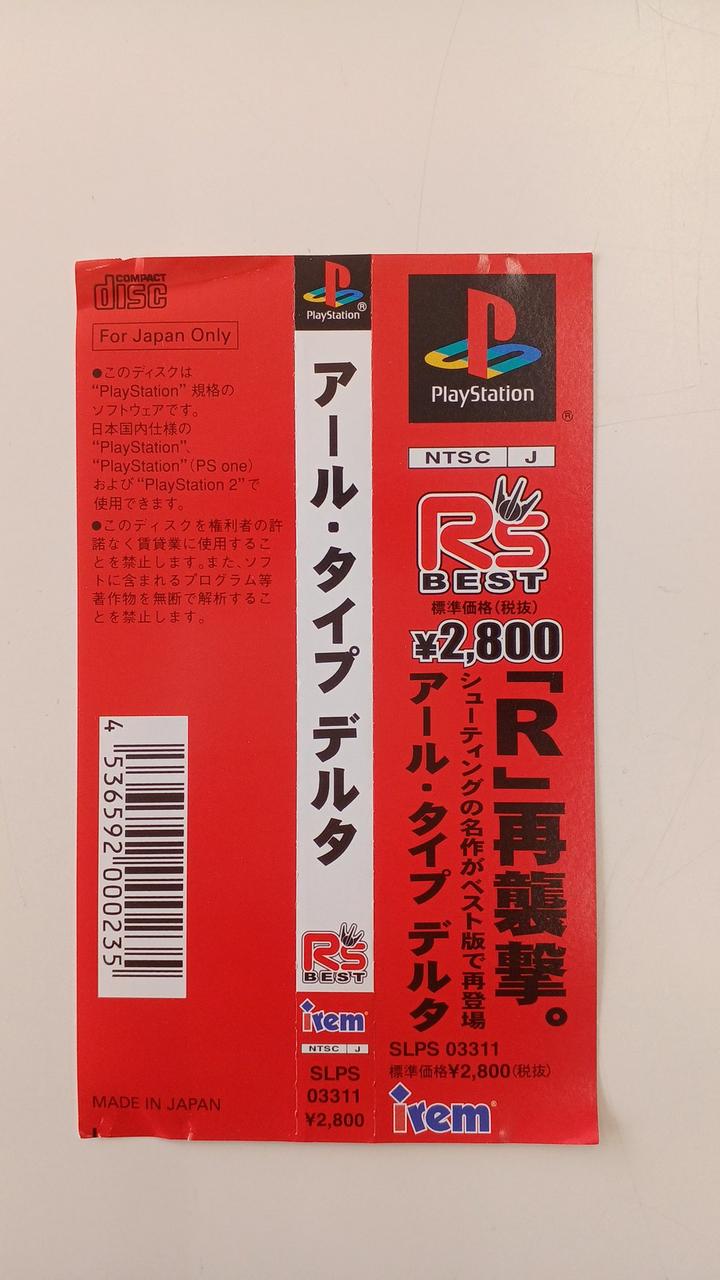 COMPACT
disc
For Japan Only
●このディスクは
“PlayStation” 規格の
ソフトウェアです。
日本国内仕様の
“PlayStation”、
“PlayStation”（PS one）
および“PlayStation 2”で
使用できます。
●このディスクを権利者の許
諾なく賃貸業に使用するこ
とを禁止します。また、ソフ
トに含まれるプログラム等
著作物を無断で解析するこ
とを禁止します。
4 536592 000235
MADE IN JAPAN
PlayStation
®
アール・タイプ デルタ
R's
BEST
irem
NTSC J
SLPS
03311
¥2,800
PlayStation
®
NTSC J
R's
BEST
標準価格（税抜）
¥2,800
「R」再襲撃。
シューティングの名作がベスト版で再登場
アール・タイプ デルタ
SLPS 03311
標準価格¥2,800（税抜）
irem®